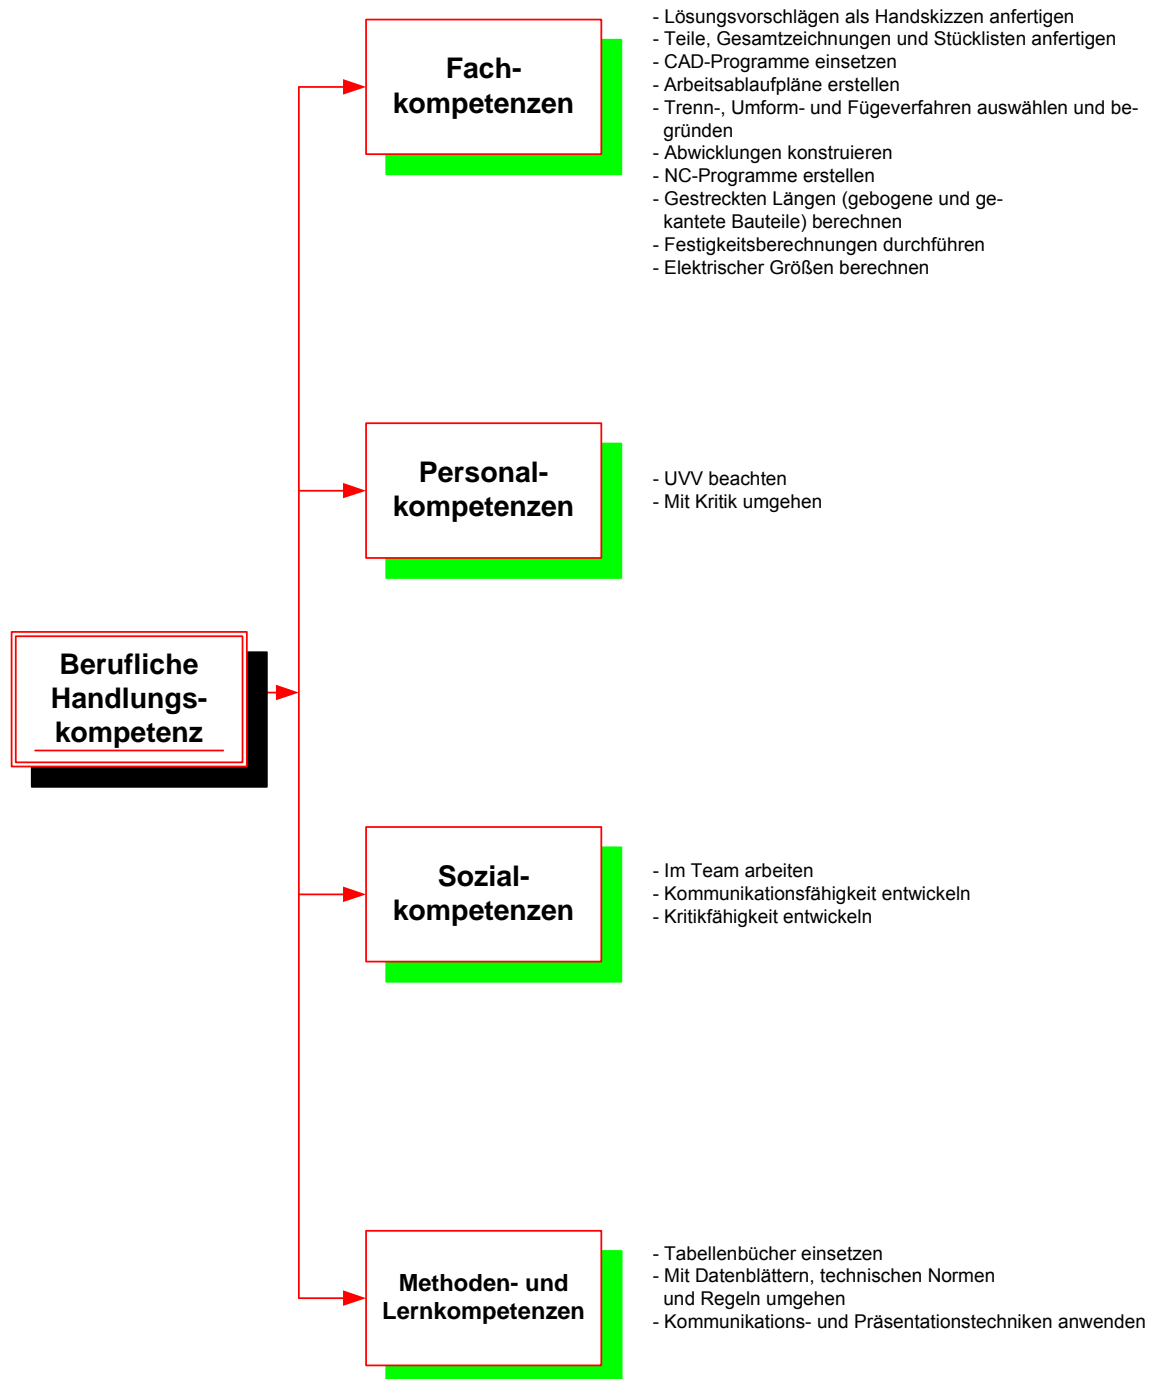 Fach-
kompetenzen
- Lösungsvorschlägen als Handskizzen anfertigen
- Teile, Gesamtzeichnungen und Stücklisten anfertigen
- CAD-Programme einsetzen
- Arbeitsablaufpläne erstellen
- Trenn-, Umform- und Fügeverfahren auswählen und be-
gründen
- Abwicklungen konstruieren
- NC-Programme erstellen
- Gestreckten Längen (gebogene und ge-
kantete Bauteile) berechnen
- Festigkeitsberechnungen durchführen
- Elektrischer Größen berechnen
Personal-
kompetenzen
- UVV beachten
- Mit Kritik umgehen
Berufliche
Handlungs-
kompetenz
Sozial-
kompetenzen
- Im Team arbeiten
- Kommunikationsfähigkeit entwickeln
- Kritikfähigkeit entwickeln
Methoden- und
Lernkompetenzen
- Tabellenbücher einsetzen
- Mit Datenblättern, technischen Normen
und Regeln umgehen
- Kommunikations- und Präsentationstechniken anwenden